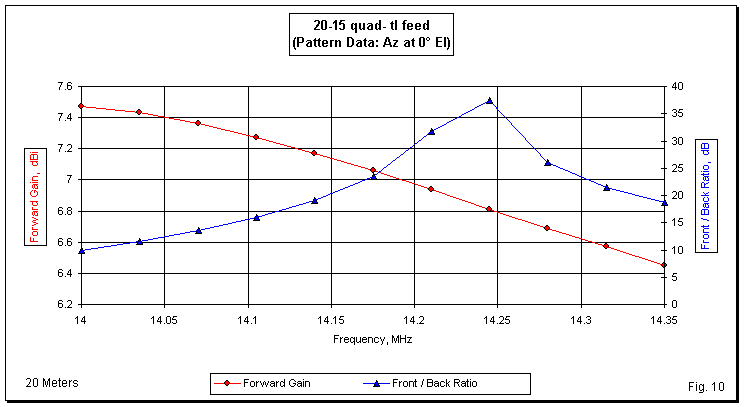 20-15 quad- tl feed
(Pattern Data: Az at 0° El)
7.6
7.4
7.2
7
6.8
6.6
6.4
6.2
Forward Gain, dBi
40
35
30
25
20
15
10
5
0
Front / Back Ratio, dB
14
14.05
14.1
14.15
14.2
14.25
14.3
14.35
Frequency, MHz
20 Meters
Forward Gain
Front / Back Ratio
Fig. 10